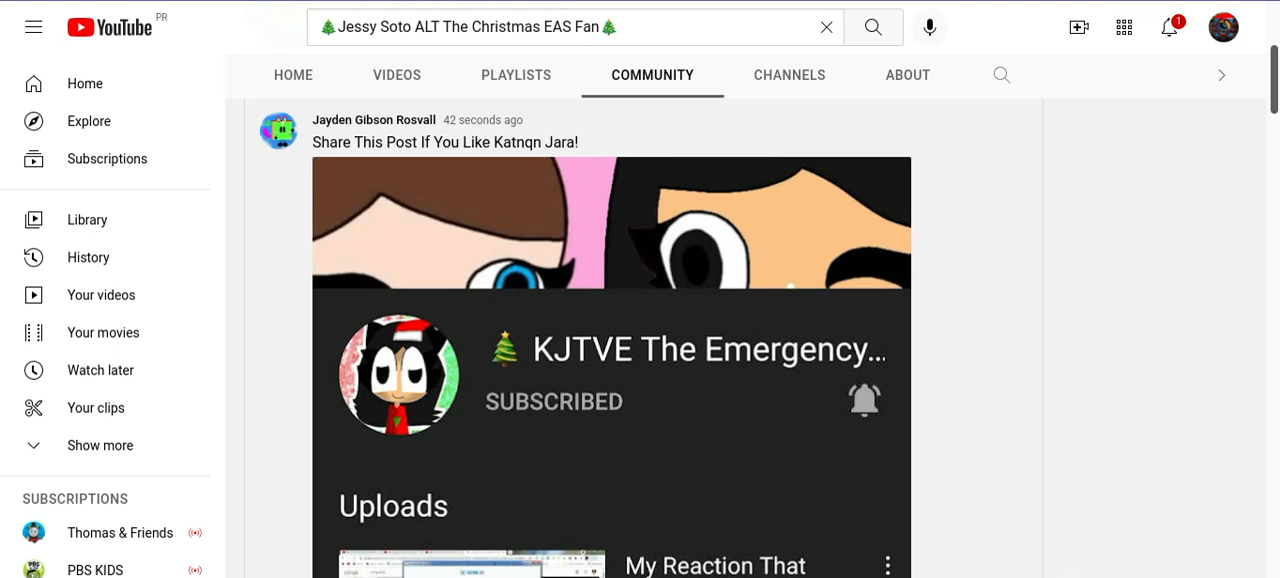 YouTube PR
🎄Jessy Soto ALT The Christmas EAS Fan🎄
1
Home
Explore
Subscriptions
Library
History
Your videos
Your movies
Watch later
Your clips
Show more
SUBSCRIPTIONS
Thomas & Friends
PBS KIDS
HOME VIDEOS PLAYLISTS COMMUNITY CHANNELS ABOUT
Jayden Gibson Rosvall 42 seconds ago
Share This Post If You Like Katnqn Jara!
🎄 KJTVE The Emergency...
SUBSCRIBED
Uploads
My Reaction That